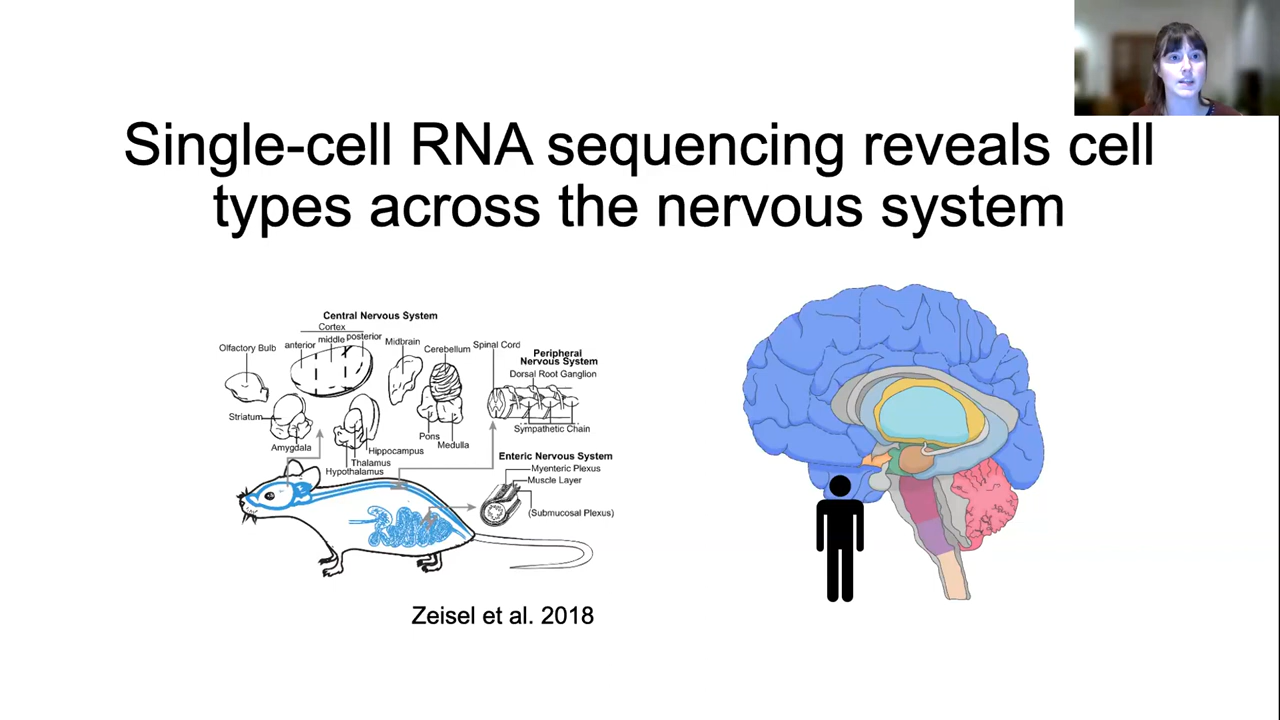 Single-cell RNA sequencing reveals cell
types across the nervous system
Central Nervous System
Cortex
anterior middle posterior
Olfactory Bulb
Midbrain
Cerebellum
Spinal Cord
Peripheral
Nervous System
Dorsal Root Ganglion
Striatum
Amygdala
Hippocampus
Thalamus
Hypothalamus
Pons
Medulla
Sympathetic Chain
Enteric Nervous System
Myenteric Plexus
Muscle Layer
(Submucosal Plexus)
Zeisel et al. 2018